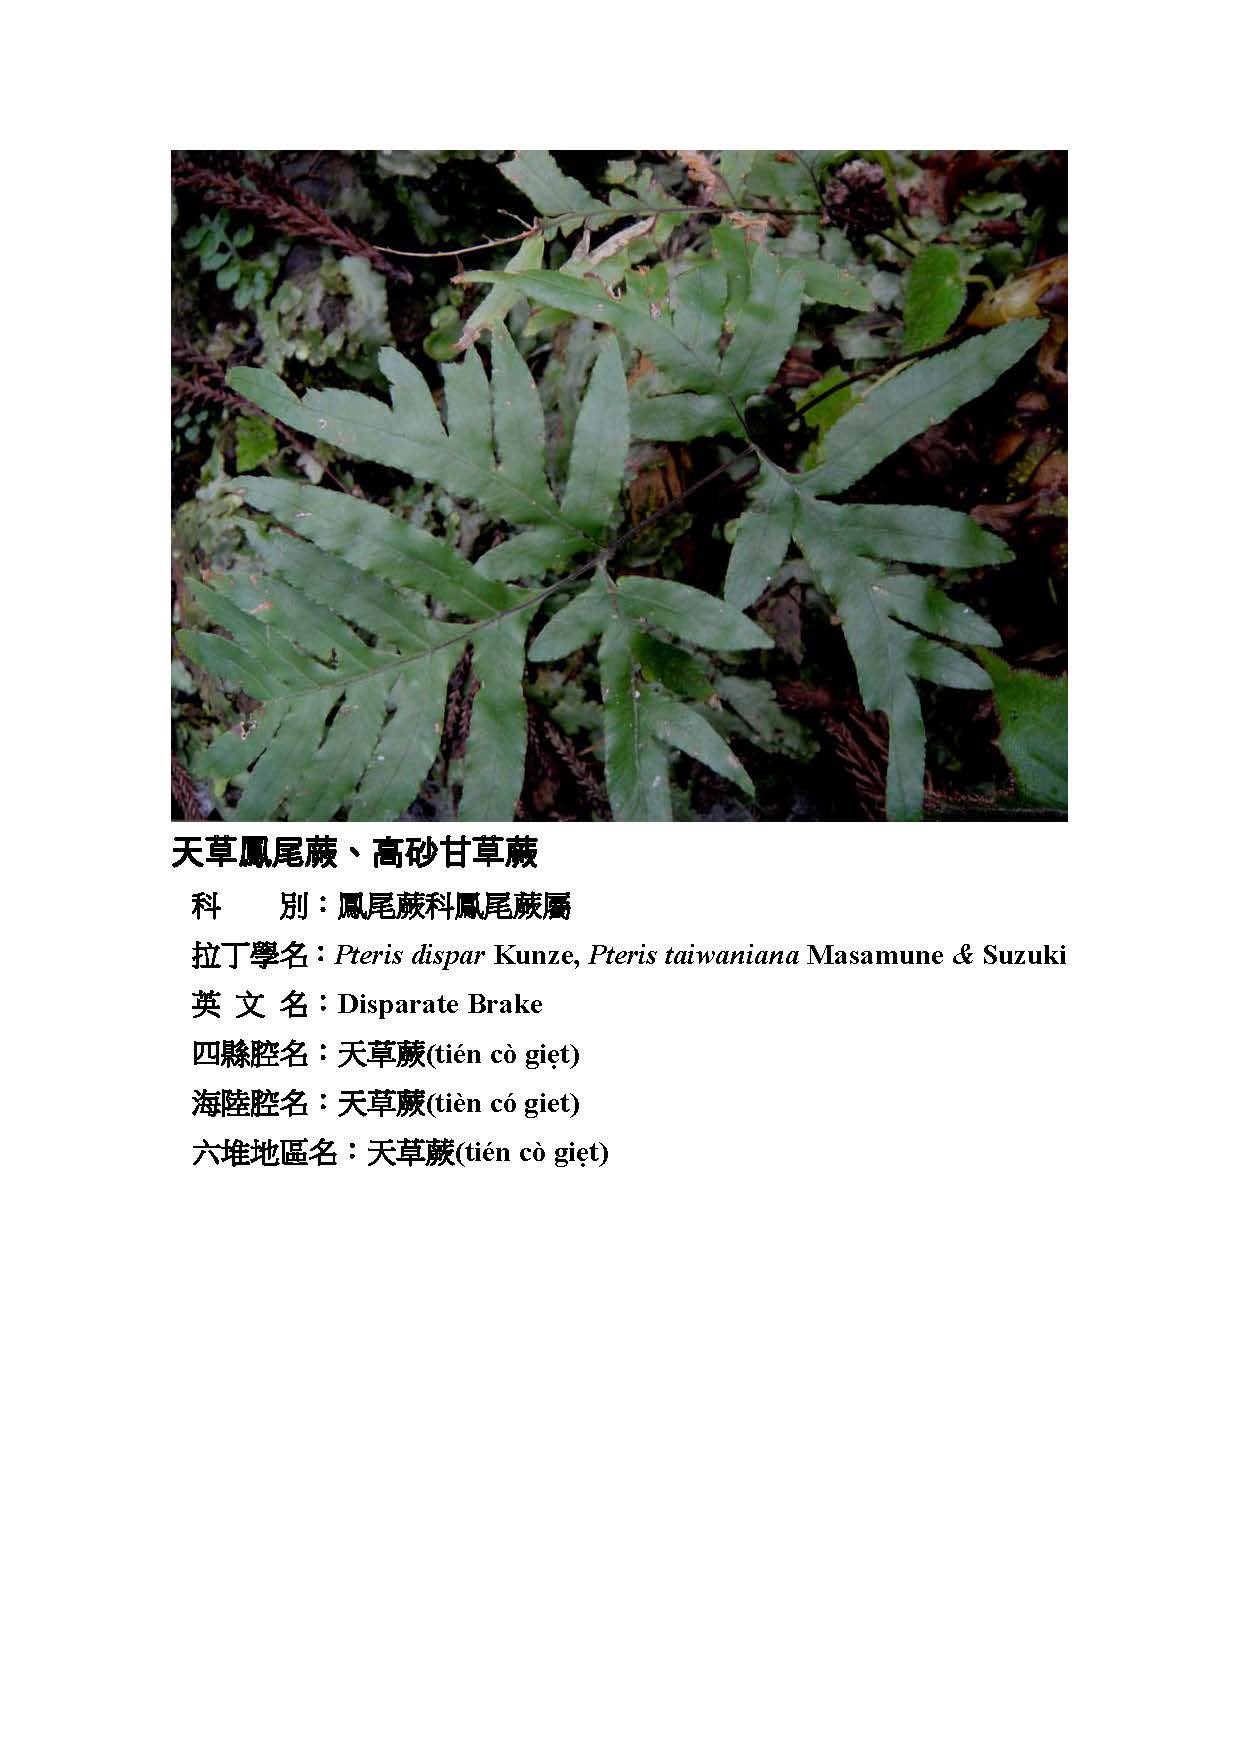 天草鳳尾蕨、高砂甘草蕨
科　　別：鳳尾蕨科鳳尾蕨屬
拉丁學名：Pteris dispar Kunze, Pteris taiwaniana Masamune & Suzuki
英 文 名：Disparate Brake
四縣腔名：天草蕨(tién cò giẹt)
海陸腔名：天草蕨(tièn có giet)
六堆地區名：天草蕨(tién cò giẹt)